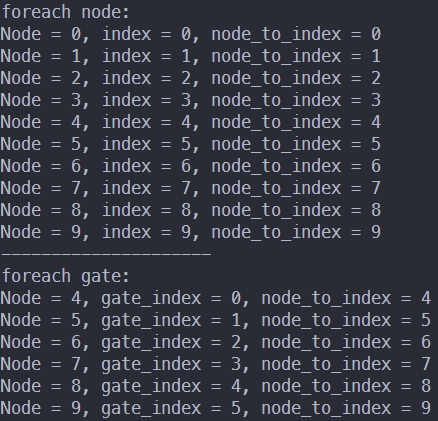 foreach node:
Node = 0, index = 0, node_to_index = 0
Node = 1, index = 1, node_to_index = 1
Node = 2, index = 2, node_to_index = 2
Node = 3, index = 3, node_to_index = 3
Node = 4, index = 4, node_to_index = 4
Node = 5, index = 5, node_to_index = 5
Node = 6, index = 6, node_to_index = 6
Node = 7, index = 7, node_to_index = 7
Node = 8, index = 8, node_to_index = 8
Node = 9, index = 9, node_to_index = 9
_____________________
foreach gate:
Node = 4, gate_index = 0, node_to_index = 4
Node = 5, gate_index = 1, node_to_index = 5
Node = 6, gate_index = 2, node_to_index = 6
Node = 7, gate_index = 3, node_to_index = 7
Node = 8, gate_index = 4, node_to_index = 8
Node = 9, gate_index = 5, node_to_index = 9